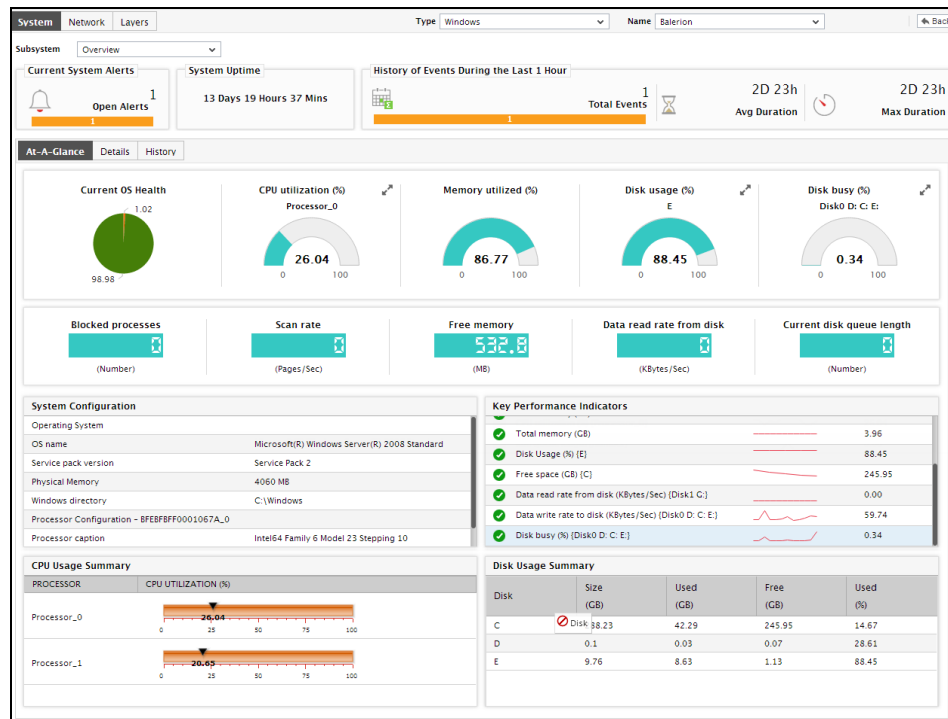 System Network Layers Type Windows Name Balerion Back
Subsystem Overview
Current System Alerts System Uptime History of Events During the Last 1 Hour
1 Open Alerts
1
13 Days 19 Hours 37 Mins
1 Total Events
1
2D 23h Avg Duration
2D 23h Max Duration
At-A-Glance Details History
Current OS Health CPU utilization (%) Memory utilized (%) Disk usage (%) Disk busy (%)
Processor_0 E Disk0 D: C: E:
1.02
98.98
26.04 86.77 88.45 0.34
0 100 0 100 0 100 0 100
Blocked processes Scan rate Free memory Data read rate from disk Current disk queue length
0 0 532.8 0 0
(Number) (Pages/Sec) (MB) (KBytes/Sec) (Number)
System Configuration
Operating System
OS name Microsoft(R) Windows Server(R) 2008 Standard
Service pack version Service Pack 2
Physical Memory 4060 MB
Windows directory C:\Windows
Processor Configuration - BFEBFBFF0001067A_0
Processor caption Intel64 Family 6 Model 23 Stepping 10
Key Performance Indicators
Total memory (GB) 3.96
Disk Usage (%) {E} 88.45
Free space (GB) {C} 245.95
Data read rate from disk (KBytes/Sec) {Disk1 G:} 0.00
Data write rate to disk (KBytes/Sec) {Disk0 D: C: E:} 59.74
Disk busy (%) {Disk0 D: C: E:} 0.34
CPU Usage Summary
PROCESSOR CPU UTILIZATION (%)
Processor_0 26.04
0 25 50 75 100
Processor_1 20.65
0 25 50 75 100
Disk Usage Summary
Disk Size (GB) Used (GB) Free (GB) Used (%)
C 88.23 42.29 245.95 14.67
Disk
D 0.1 0.03 0.07 28.61
E 9.76 8.63 1.13 88.45